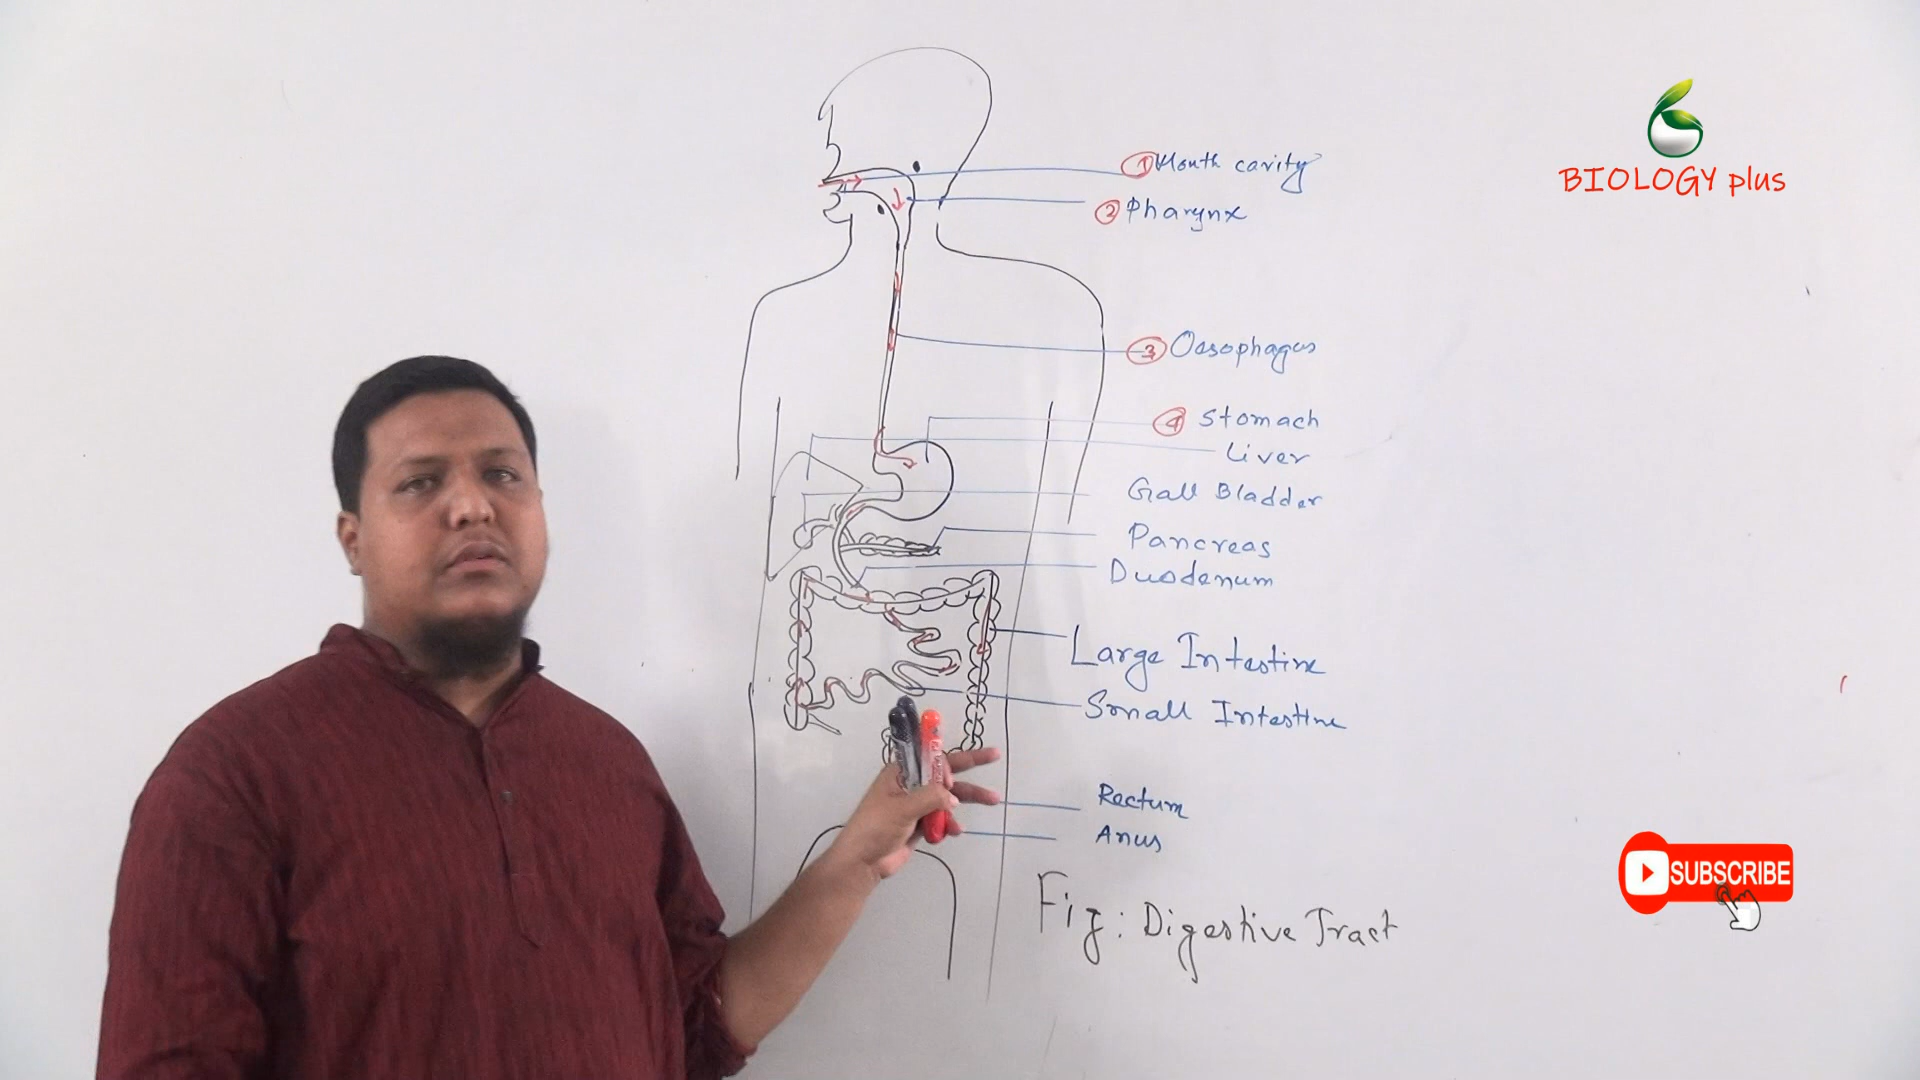 ① Mouth cavity
② Pharynx
③ Oesophagus
④ Stomach
Liver
Gall Bladder
Pancreas
Duodenum
Large Intestine
Small Intestine
Rectum
Anus
Fig: Digestive Tract
BIOLOGY plus
SUBSCRIBE